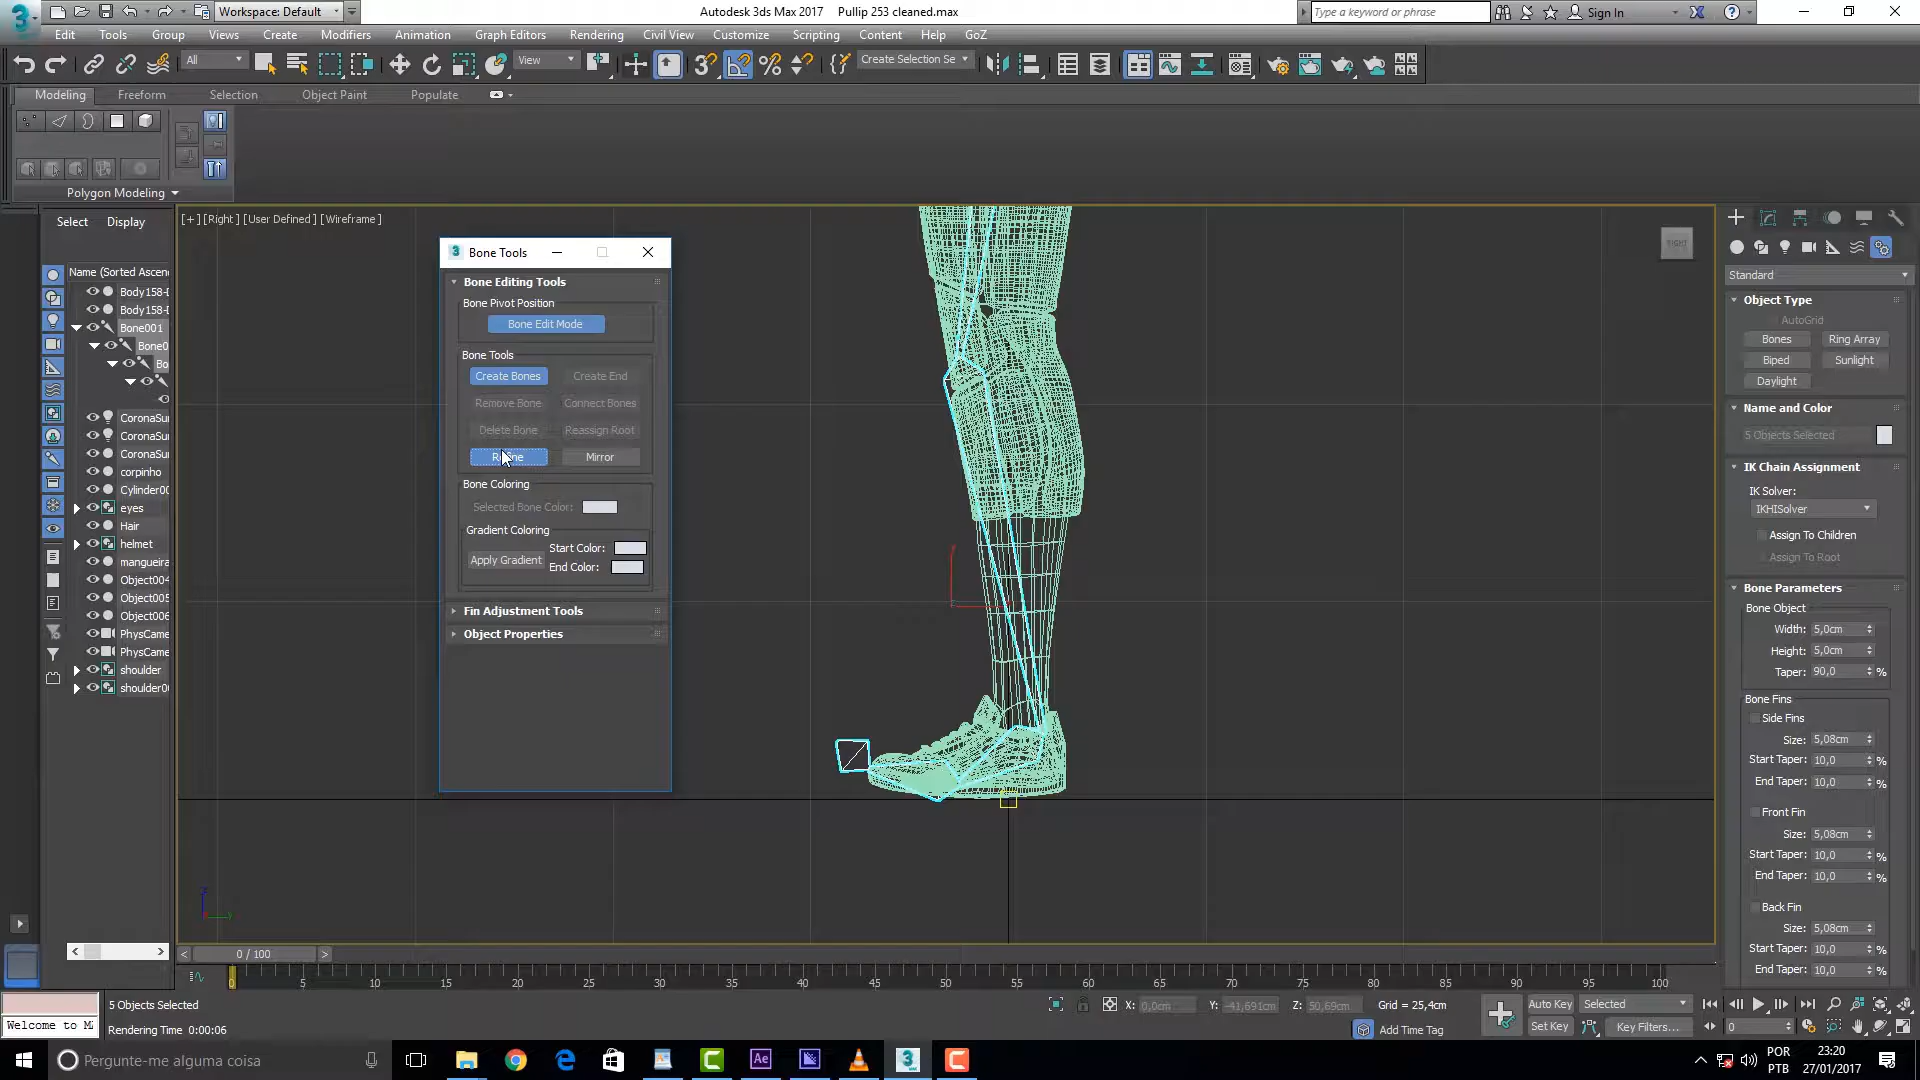 Workspace: Default
Autodesk 3ds Max 2017   Pullip 253 cleaned.max
Type a keyword or phrase
Sign In
Edit Tools Group Views Create Modifiers Animation Graph Editors Rendering Civil View Customize Scripting Content Help GoZ
All
View
Create Selection Se
Modeling Freeform Selection Object Paint Populate
Polygon Modeling
Select Display
[+] [Right ] [User Defined ] [Wireframe ]
RIGHT
Name (Sorted Ascen
Body158-
Body158-
Bone001
Bone0
Bo
CoronaSu
CoronaSu
CoronaSu
corpinho
Cylinder00
eyes
Hair
helmet
mangueira
Object004
Object005
Object006
PhysCame
PhysCame
shoulder
shoulder0
Bone Tools
Bone Editing Tools
Bone Pivot Position
Bone Edit Mode
Bone Tools
Create Bones Create End
Remove Bone Connect Bones
Delete Bone Reassign Root
Refine Mirror
Bone Coloring
Selected Bone Color:
Gradient Coloring
Apply Gradient Start Color:
End Color:
Fin Adjustment Tools
Object Properties
Standard
Object Type
AutoGrid
Bones Ring Array
Biped Sunlight
Daylight
Name and Color
5 Objects Selected
IK Chain Assignment
IK Solver:
IKHISolver
Assign To Children
Assign To Root
Bone Parameters
Bone Object
Width: 5,0cm
Height: 5,0cm
Taper: 90,0 %
Bone Fins
Side Fins
Size: 5,08cm
Start Taper: 10,0 %
End Taper: 10,0 %
Front Fin
Size: 5,08cm
Start Taper: 10,0 %
End Taper: 10,0 %
Back Fin
Size: 5,08cm
Start Taper: 10,0 %
End Taper: 10,0 %
< 0 / 100 >
0 5 10 15 20 25 30 35 40 45 50 55 60 65 70 75 80 85 90 95 100
5 Objects Selected
X: 0,0cm Y: -41,691cm Z: 50,69cm Grid = 25,4cm
Auto Key Selected
Welcome to M
Rendering Time 0:00:06
Add Time Tag
Set Key Key Filters...
0
Pergunte-me alguma coisa
Ae
3
POR
PTB
23:20
27/01/2017